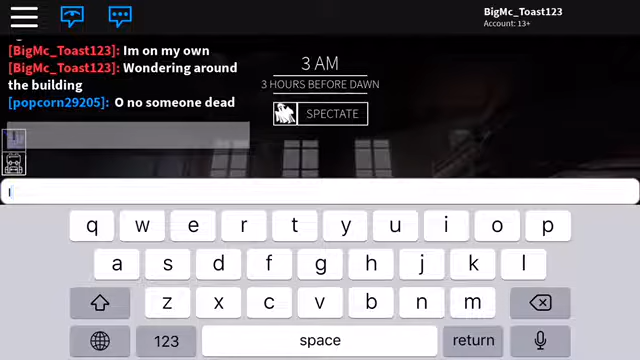 BigMc_Toast123
Account: 13+
[BigMc_Toast123]: Im on my own
[BigMc_Toast123]: Wondering around
the building
[popcorn29205]: O no someone dead
3 AM
3 HOURS BEFORE DAWN
SPECTATE
I
q w e r t y u i o p
a s d f g h j k l
z x c v b n m
123 space return